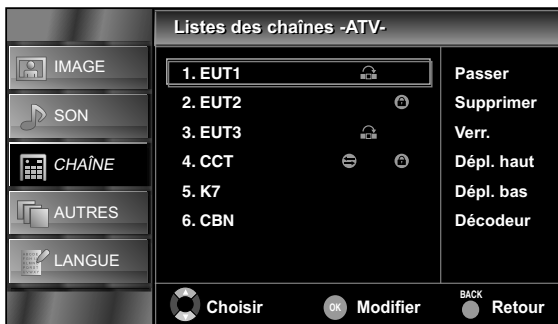 Listes des chaînes -ATV-
IMAGE
SON
CHAÎNE
AUTRES
LANGUE
1. EUT1
2. EUT2
3. EUT3
4. CCT
5. K7
6. CBN
Passer
Supprimer
Verr.
Dépl. haut
Dépl. bas
Décodeur
Choisir
OK Modifier
BACK Retour